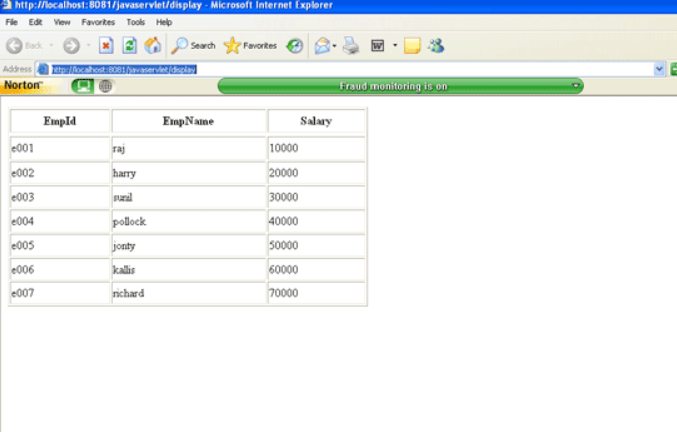 http://localhost:8081/javaservlet/display - Microsoft Internet Explorer
File Edit View Favorites Tools Help
Back Search Favorites
Address http://localhost:8081/javaservlet/display
Norton™ Fraud monitoring is on
EmpId EmpName Salary
e001 raj 10000
e002 harry 20000
e003 sunil 30000
e004 pollock 40000
e005 jonty 50000
e006 kallis 60000
e007 richard 70000